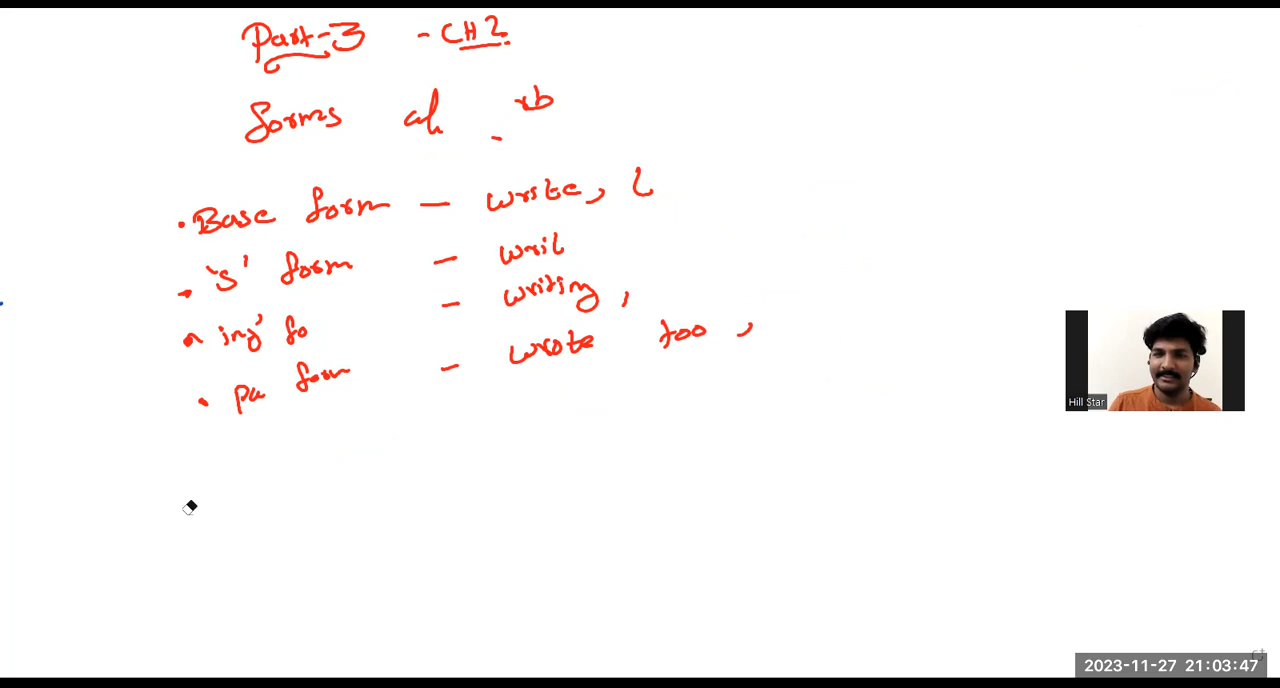 Part-3 - CH2.
forms of rb
• Base form - write,
• 's' form - writ
• ing' fo - writing,
• pa form - wrote too,
Hill Star
2023-11-27 21:03:47